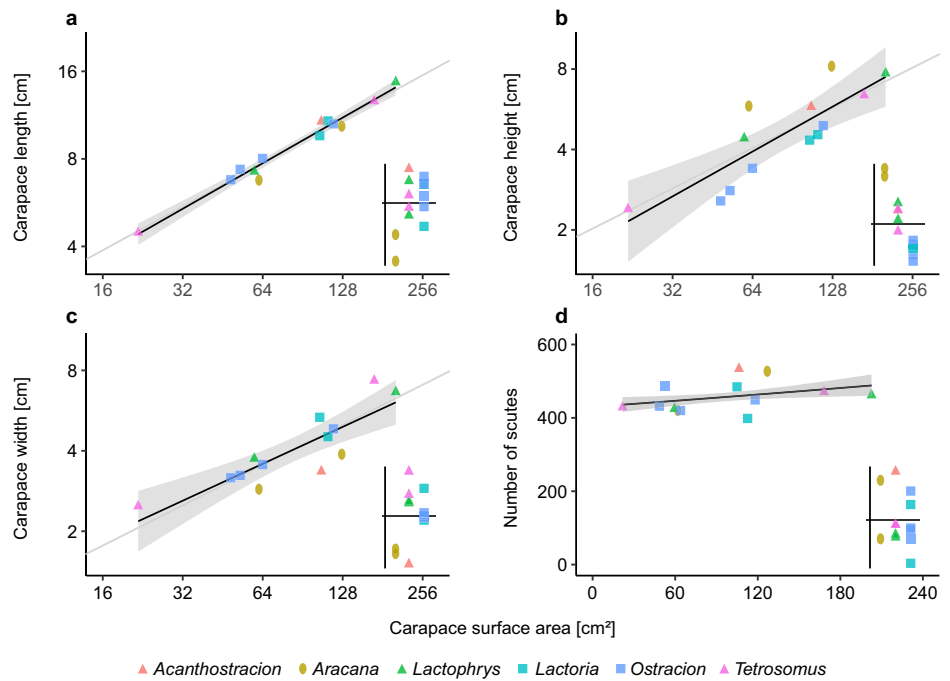 a
Carapace length [cm]
16
8
4
16 32 64 128 256
b
Carapace height [cm]
8
4
2
16 32 64 128 256
c
Carapace width [cm]
8
4
2
16 32 64 128 256
d
Number of scutes
600
400
200
0
0 60 120 180 240
Carapace surface area [cm²]
Acanthostracion Aracana Lactophrys Lactoria Ostracion Tetrosomus